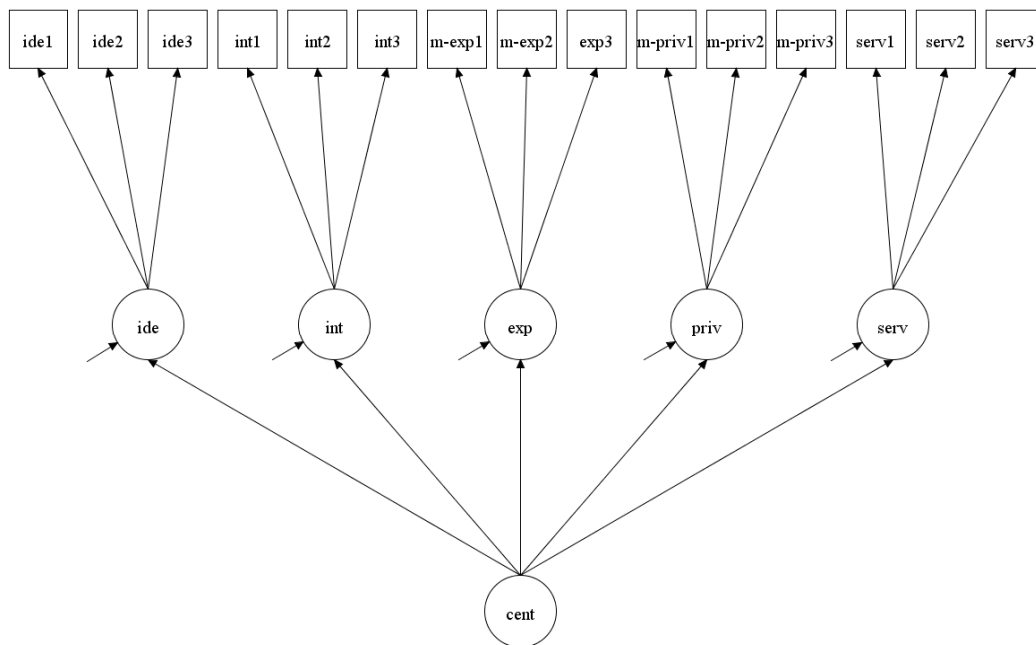 ide1 ide2 ide3 int1 int2 int3 m-exp1 m-exp2 exp3 m-priv1 m-priv2 m-priv3 serv1 serv2 serv3
ide int exp priv serv
cent